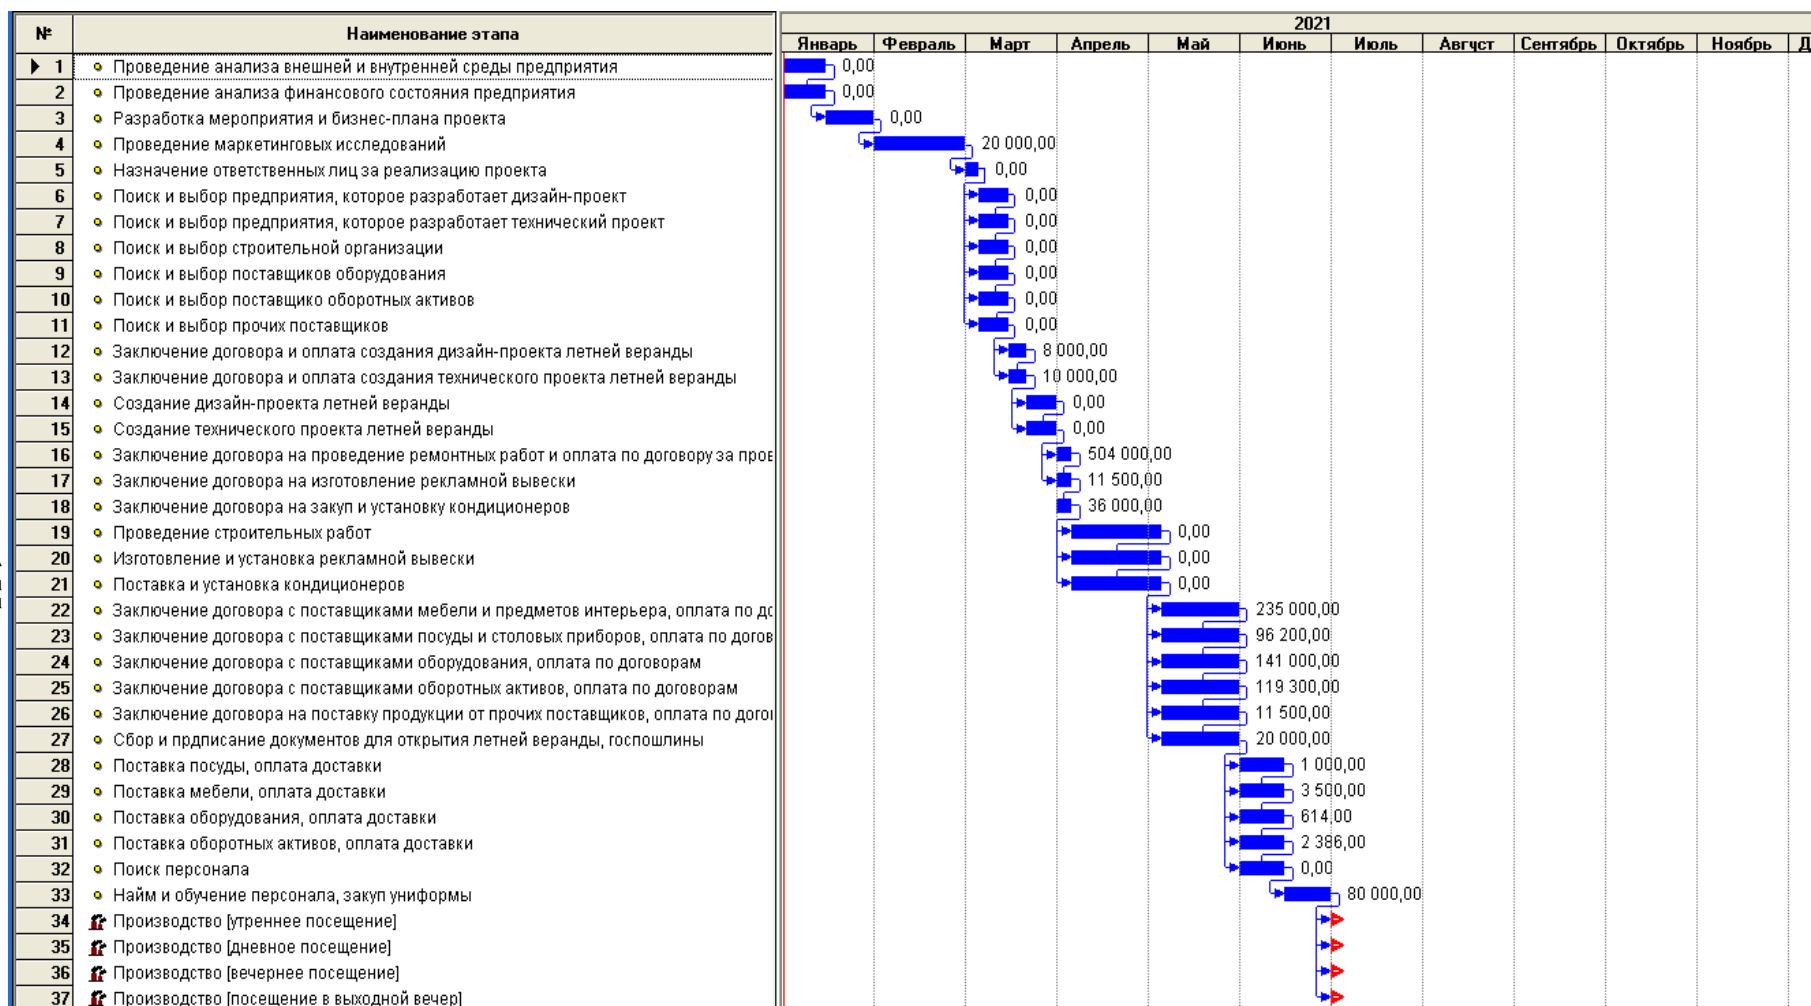 2021
№ Наименование этапа Январь Февраль Март Апрель Май Июнь Июль Август Сентябрь Октябрь Ноябрь Д
1 Проведение анализа внешней и внутренней среды предприятия 0,00
2 Проведение анализа финансового состояния предприятия 0,00
3 Разработка мероприятия и бизнес-плана проекта 0,00
4 Проведение маркетинговых исследований 20 000,00
5 Назначение ответственных лиц за реализацию проекта 0,00
6 Поиск и выбор предприятия, которое разработает дизайн-проект 0,00
7 Поиск и выбор предприятия, которое разработает технический проект 0,00
8 Поиск и выбор строительной организации 0,00
9 Поиск и выбор поставщиков оборудования 0,00
10 Поиск и выбор поставщико оборотных активов 0,00
11 Поиск и выбор прочих поставщиков 0,00
12 Заключение договора и оплата создания дизайн-проекта летней веранды 8 000,00
13 Заключение договора и оплата создания технического проекта летней веранды 10 000,00
14 Создание дизайн-проекта летней веранды 0,00
15 Создание технического проекта летней веранды 0,00
16 Заключение договора на проведение ремонтных работ и оплата по договору за пров 504 000,00
17 Заключение договора на изготовление рекламной вывески 11 500,00
18 Заключение договора на закуп и установку кондиционеров 36 000,00
19 Проведение строительных работ 0,00
20 Изготовление и установка рекламной вывески 0,00
21 Поставка и установка кондиционеров 0,00
22 Заключение договора с поставщиками мебели и предметов интерьера, оплата по до 235 000,00
23 Заключение договора с поставщиками посуды и столовых приборов, оплата по догов 96 200,00
24 Заключение договора с поставщиками оборудования, оплата по договорам 141 000,00
25 Заключение договора с поставщиками оборотных активов, оплата по договорам 119 300,00
26 Заключение договора на поставку продукции от прочих поставщиков, оплата по дого 11 500,00
27 Сбор и прдписание документов для открытия летней веранды, госпошлины 20 000,00
28 Поставка посуды, оплата доставки 1 000,00
29 Поставка мебели, оплата доставки 3 500,00
30 Поставка оборудования, оплата доставки 614,00
31 Поставка оборотных активов, оплата доставки 2 386,00
32 Поиск персонала 0,00
33 Найм и обучение персонала, закуп униформы 80 000,00
34 Производство [утреннее посещение]
35 Производство [дневное посещение]
36 Производство [вечернее посещение]
37 Производство [посещение в выходной вечер]